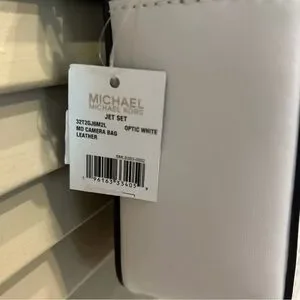 MICHAEL
MICHAEL KORS
JET SET
32T2GJ6M2L OPTIC WHITE
MD CAMERA BAG
LEATHER